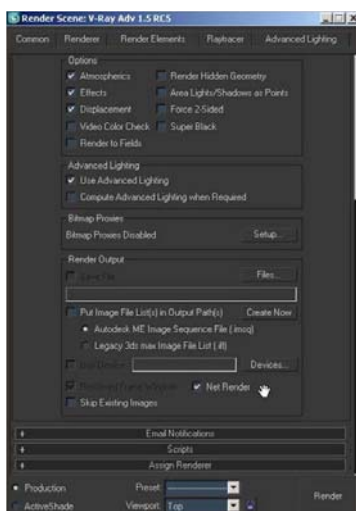 Render Scene: V-Ray Adv 1.5 RC5
Common Renderer Render Elements Raytracer Advanced Lighting
Options
Atmospherics Render Hidden Geometry
Effects Area Lights/Shadows as Points
Displacement Force 2-Sided
Video Color Check Super Black
Render to Fields
Advanced Lighting
Use Advanced Lighting
Compute Advanced Lighting when Required
Bitmap Proxies
Bitmap Proxies Disabled Setup...
Render Output
Save File Files...
Put Image File List(s) in Output Path(s) Create Now
Autodesk ME Image Sequence File (.imsq)
Legacy 3ds max Image File List (.ifl)
Use Device Devices...
Rendered Frame Window Net Render
Skip Existing Images
+ Email Notifications
+ Scripts
+ Assign Renderer
Production Preset:
Render
ActiveShade Viewport: Top